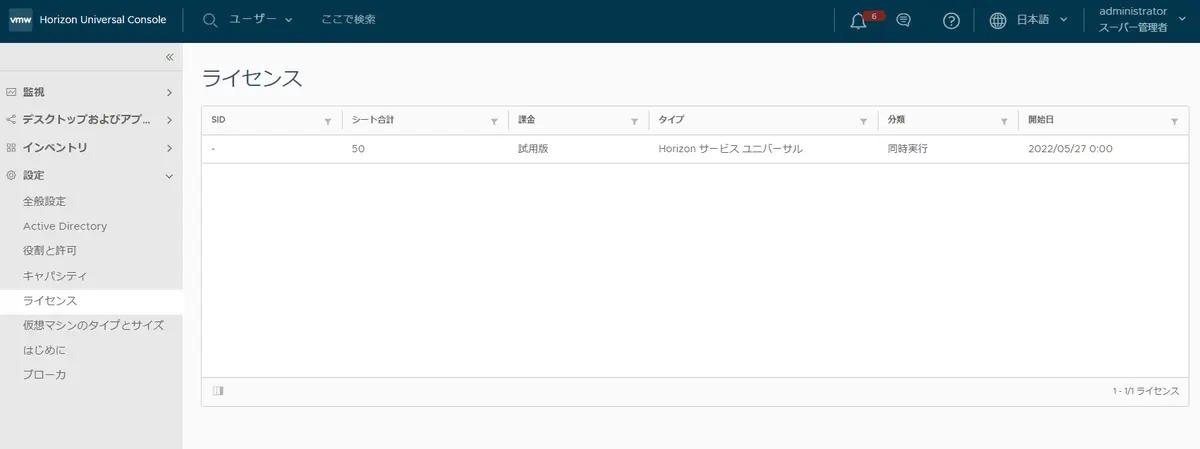 vmw Horizon Universal Console ユーザー ここで検索 6 日本語 administrator
スーパー管理者
«
監視
デスクトップおよびアプ...
インベントリ
設定
全般設定
Active Directory
役割と許可
キャパシティ
ライセンス
仮想マシンのタイプとサイズ
はじめに
ブローカ
ライセンス
SID シート合計 課金 タイプ 分類 開始日
- 50 試用版 Horizon サービス ユニバーサル 同時実行 2022/05/27 0:00
1 - 1/1 ライセンス